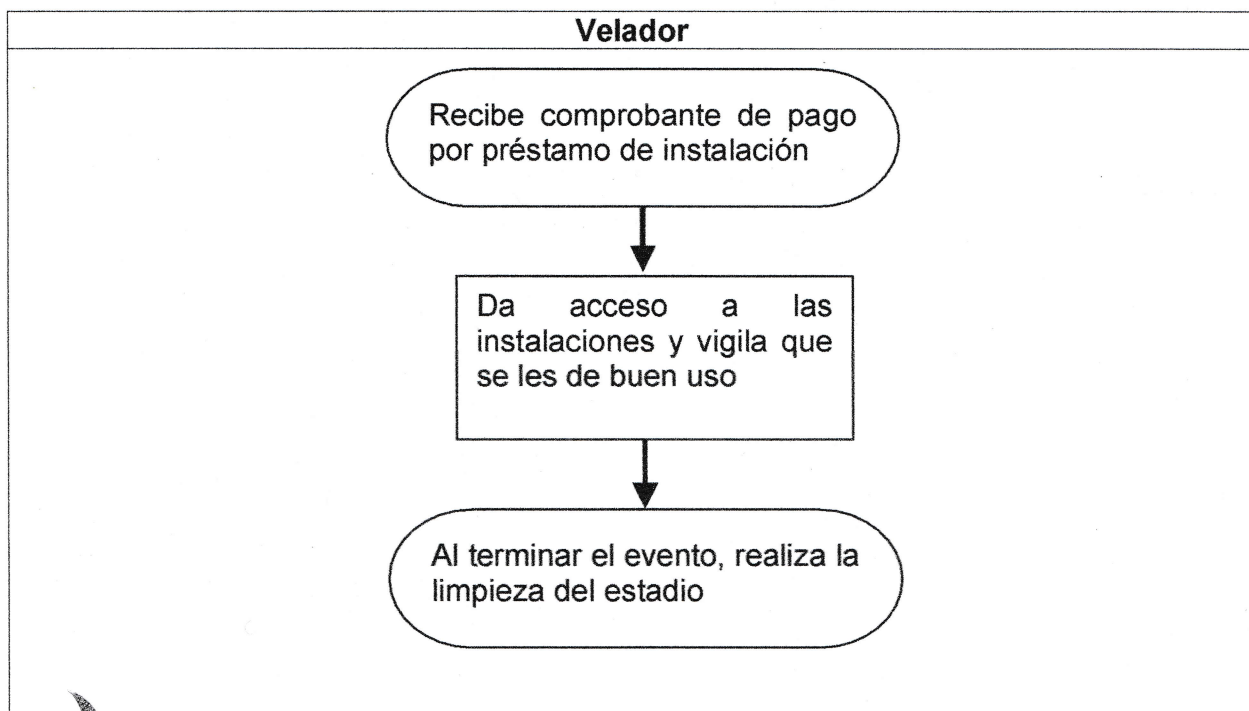 Velador
Recibe comprobante de pago
por préstamo de instalación
Da acceso a las
instalaciones y vigila que
se les de buen uso
Al terminar el evento, realiza la
limpieza del estadio